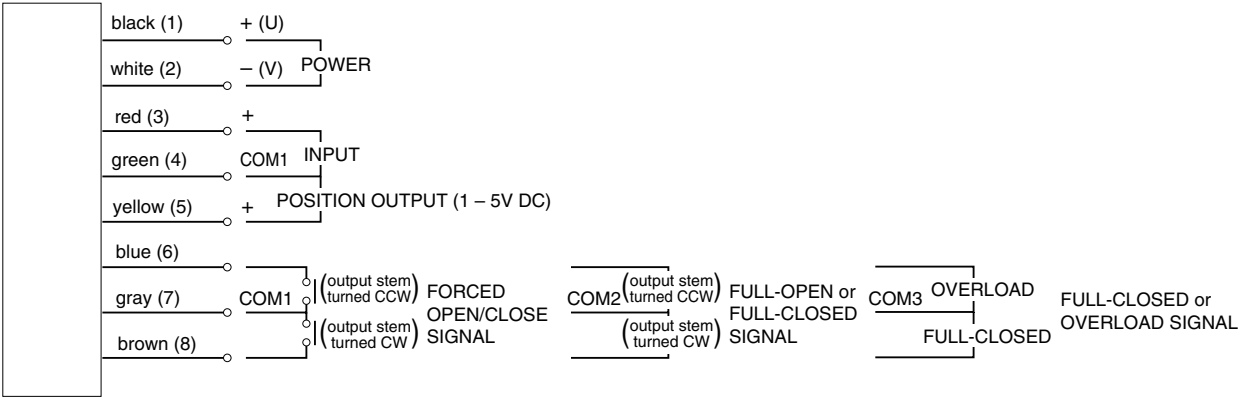 black (1) + (U)
POWER
white (2) – (V)
red (3) +
INPUT
green (4) COM1
POSITION OUTPUT (1 – 5V DC)
yellow (5) +
blue (6)
gray (7) COM1
brown (8)
(output stem
turned CCW)
(output stem
turned CW)
FORCED
OPEN/CLOSE
SIGNAL
COM2
(output stem
turned CCW)
(output stem
turned CW)
FULL-OPEN or
FULL-CLOSED
SIGNAL
COM3
OVERLOAD
FULL-CLOSED
FULL-CLOSED or
OVERLOAD SIGNAL